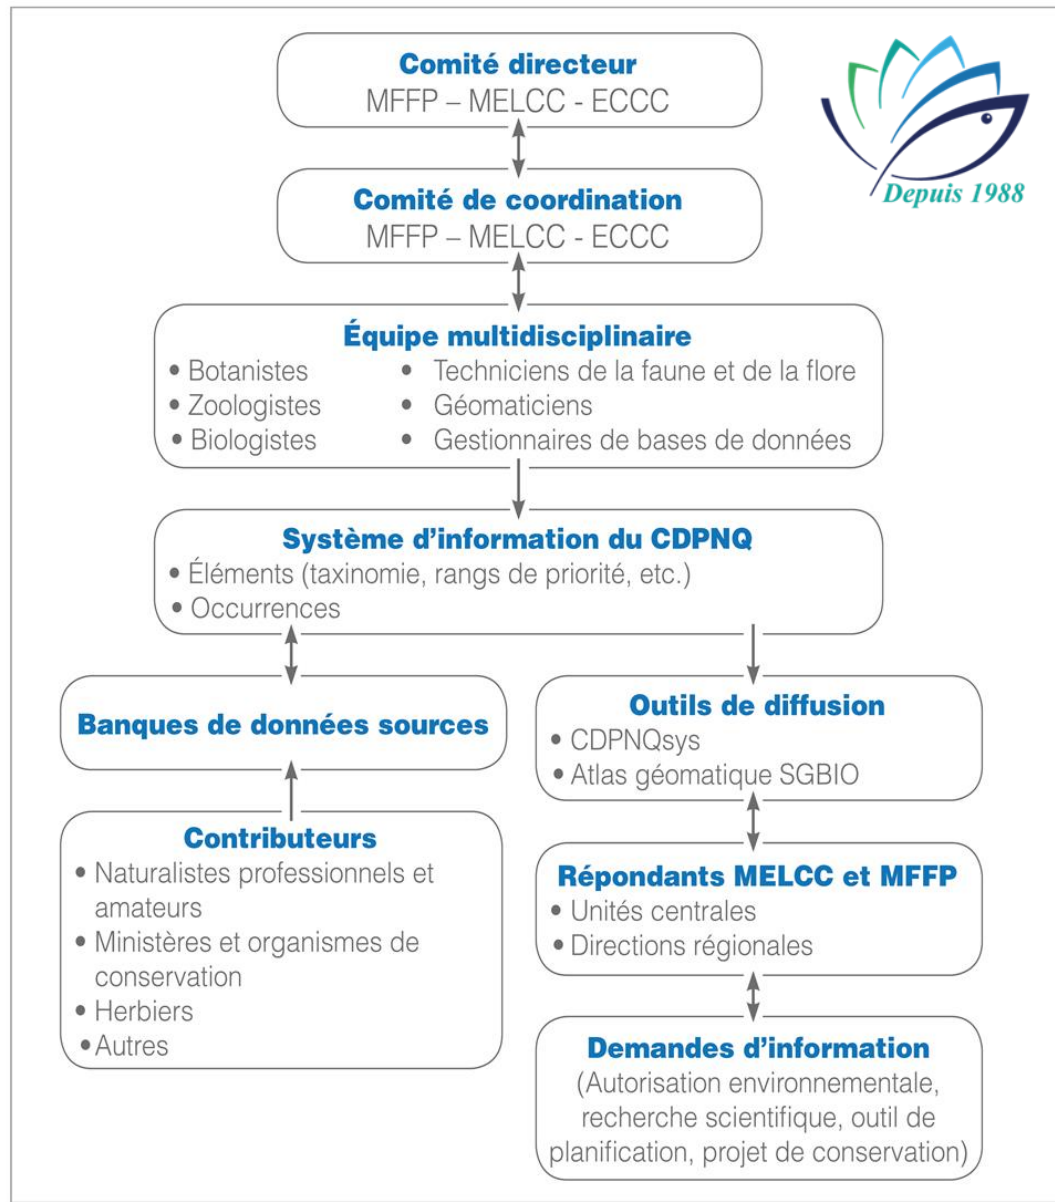 Comité directeur
MFFP – MELCC - ECCC
Depuis 1988
Comité de coordination
MFFP – MELCC - ECCC
Équipe multidisciplinaire
• Botanistes
• Zoologistes
• Biologistes
• Techniciens de la faune et de la flore
• Géomaticiens
• Gestionnaires de bases de données
Système d’information du CDPNQ
• Éléments (taxinomie, rangs de priorité, etc.)
• Occurrences
Banques de données sources
Contributeurs
• Naturalistes professionnels et
amateurs
• Ministères et organismes de
conservation
• Herbiers
• Autres
Outils de diffusion
• CDPNQsys
• Atlas géomatique SGBIO
Répondants MELCC et MFFP
• Unités centrales
• Directions régionales
Demandes d’information
(Autorisation environnementale,
recherche scientifique, outil de
planification, projet de conservation)